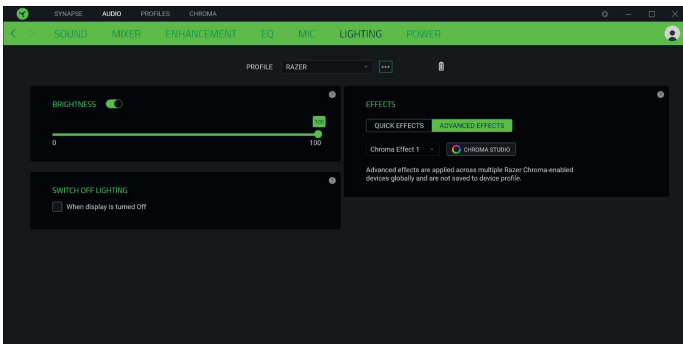 SYNAPSE AUDIO PROFILES CHROMA
SOUND MIXER ENHANCEMENT EQ MIC LIGHTING POWER
PROFILE RAZER
BRIGHTNESS
100
0 100
SWITCH OFF LIGHTING
When display is turned Off
EFFECTS
QUICK EFFECTS ADVANCED EFFECTS
Chroma Effect 1 CHROMA STUDIO
Advanced effects are applied across multiple Razer Chroma-enabled
devices globally and are not saved to device profile.